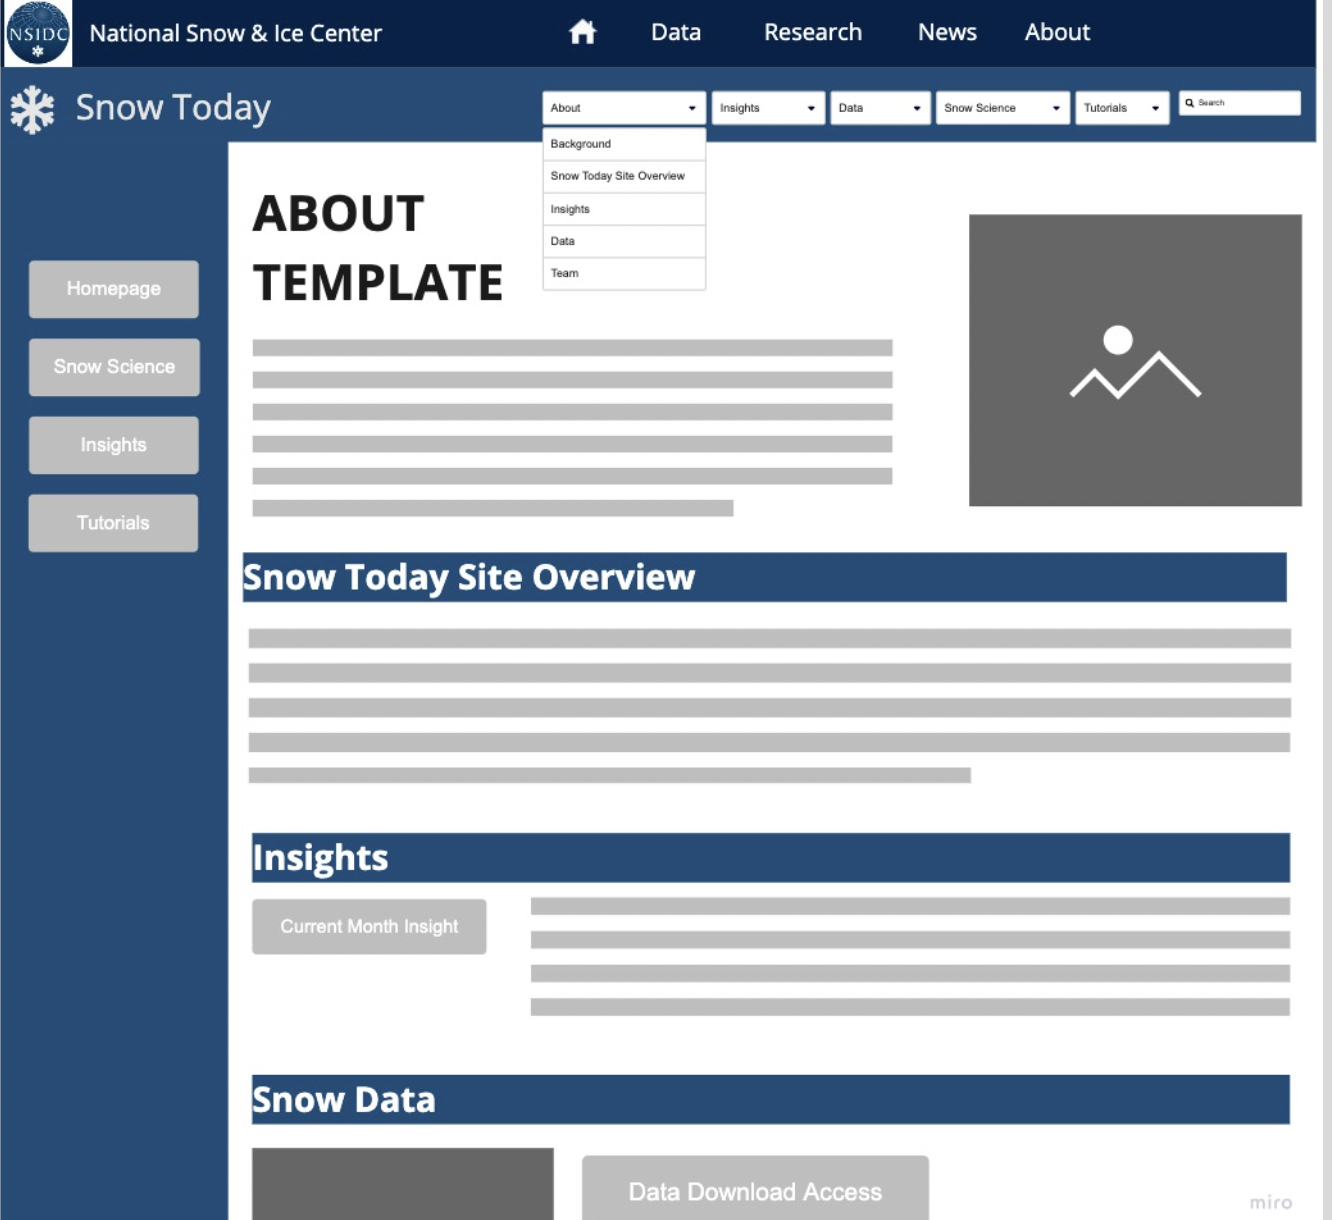 NSIDC
National Snow & Ice Center
Data
Research
News
About
Snow Today
About
Insights
Data
Snow Science
Tutorials
Search
Background
Snow Today Site Overview
Insights
Data
Team
ABOUT
TEMPLATE
Homepage
Snow Science
Insights
Tutorials
Snow Today Site Overview
Insights
Current Month Insight
Snow Data
Data Download Access
miro